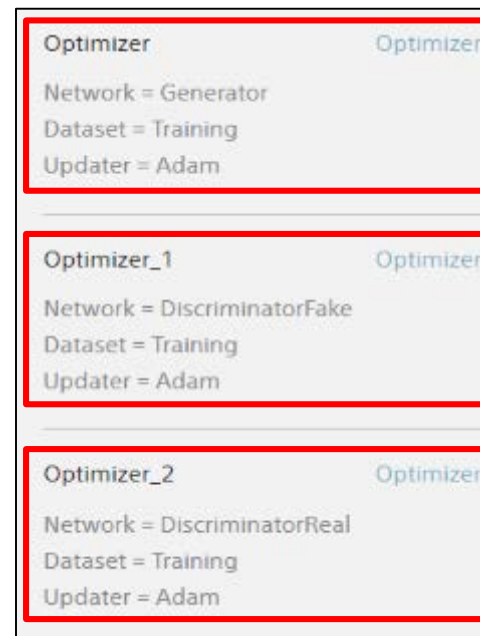 Optimizer Optimizer
Network = Generator
Dataset = Training
Updater = Adam
Optimizer_1 Optimizer
Network = DiscriminatorFake
Dataset = Training
Updater = Adam
Optimizer_2 Optimizer
Network = DiscriminatorReal
Dataset = Training
Updater = Adam